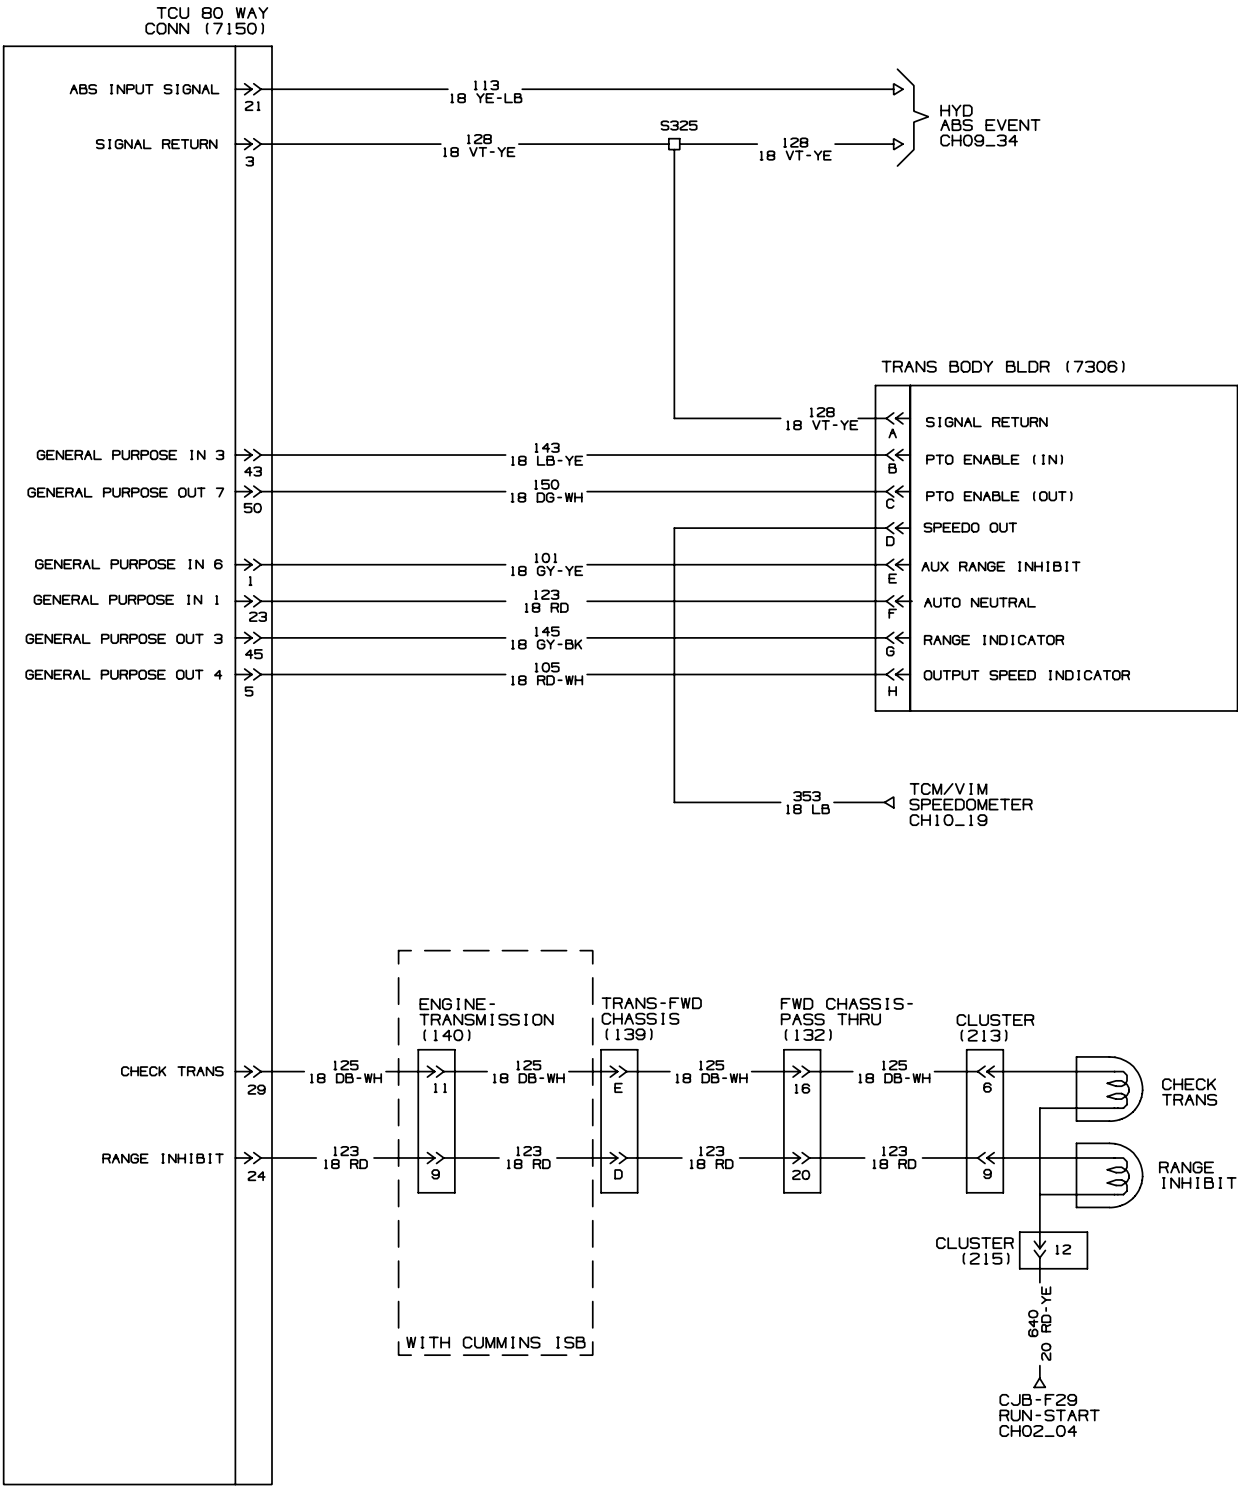 TCU 80 WAY
CONN (7150)
ABS INPUT SIGNAL
21
113
18 YE-LB
SIGNAL RETURN
3
128
18 VT-YE
S325
128
18 VT-YE
HYD
ABS EVENT
CH09_34
TRANS BODY BLDR (7306)
128
18 VT-YE
A
SIGNAL RETURN
GENERAL PURPOSE IN 3
43
143
18 LB-YE
B
PTO ENABLE (IN)
GENERAL PURPOSE OUT 7
50
150
18 DG-WH
C
PTO ENABLE (OUT)
D
SPEEDO OUT
GENERAL PURPOSE IN 6
1
101
18 GY-YE
E
AUX RANGE INHIBIT
GENERAL PURPOSE IN 1
23
123
18 RD
F
AUTO NEUTRAL
GENERAL PURPOSE OUT 3
45
145
18 GY-BK
G
RANGE INDICATOR
GENERAL PURPOSE OUT 4
5
105
18 RD-WH
H
OUTPUT SPEED INDICATOR
353
18 LB
TCM/VIM
SPEEDOMETER
CH10_19
ENGINE-
TRANSMISSION
(140)
TRANS-FWD
CHASSIS
(139)
FWD CHASSIS-
PASS THRU
(132)
CLUSTER
(213)
CHECK TRANS
29
125
18 DB-WH
11
125
18 DB-WH
E
125
18 DB-WH
16
125
18 DB-WH
6
CHECK
TRANS
RANGE INHIBIT
24
123
18 RD
9
123
18 RD
D
123
18 RD
20
123
18 RD
9
RANGE
INHIBIT
CLUSTER
(215)
12
640
20 RD-YE
WITH CUMMINS ISB
CJB-F29
RUN-START
CH02_04